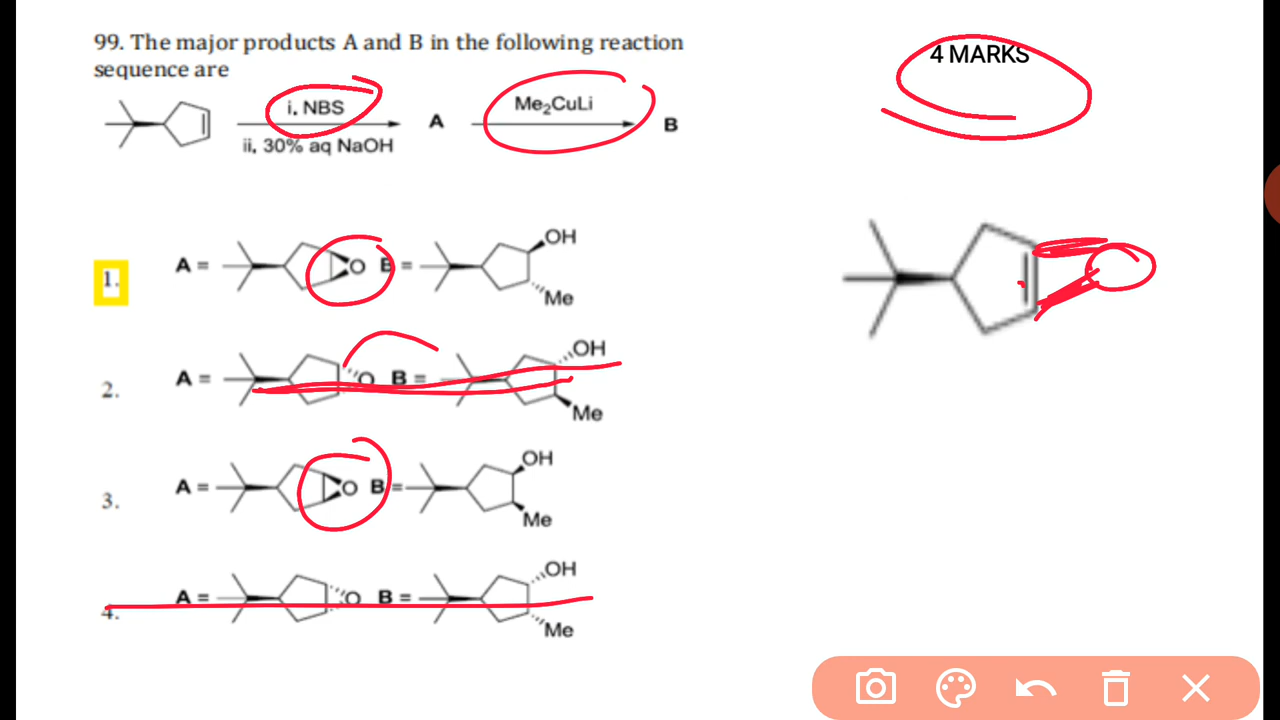 99. The major products A and B in the following reaction
sequence are
4 MARKS
i, NBS
ii, 30% aq NaOH
A
Me₂CuLi
B
1. A = O B = OH
Me
2. A = O B = OH
Me
3. A = O B = OH
Me
4. A = O B = OH
Me